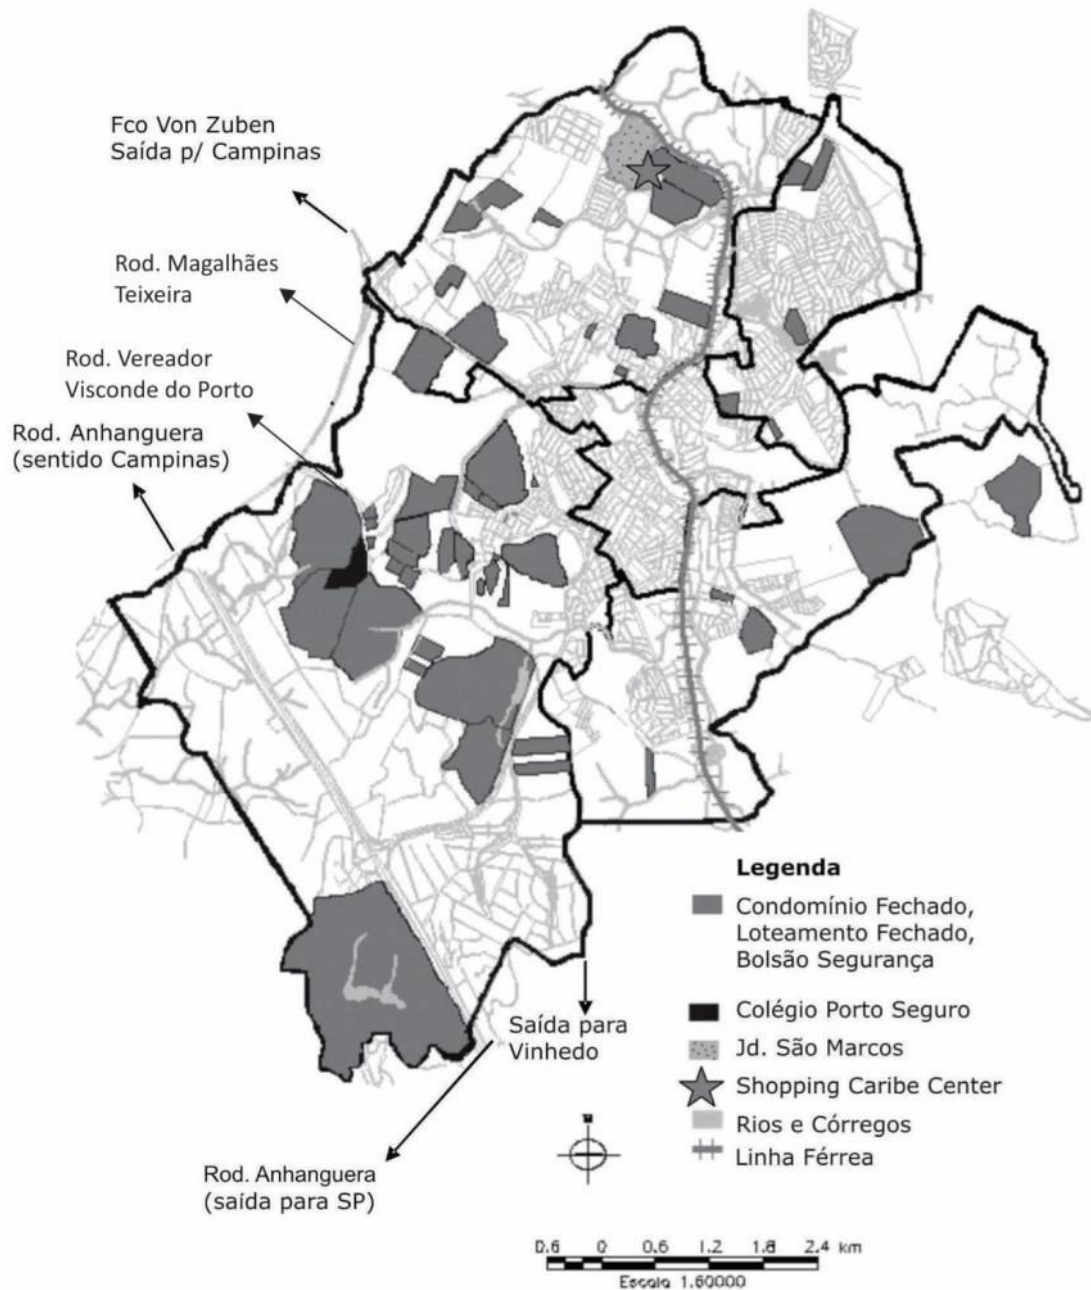 Fco Von Zuben
Saída p/ Campinas
Rod. Magalhães
Teixeira
Rod. Vereador
Visconde do Porto
Rod. Anhanguera
(sentido Campinas)
Legenda
Condomínio Fechado,
Loteamento Fechado,
Bolsão Segurança
Colégio Porto Seguro
Jd. São Marcos
Shopping Caribe Center
Rios e Córregos
Linha Férrea
Saída para
Vinhedo
Rod. Anhanguera
(saída para SP)
0.6 0 0.6 1.2 1.8 2.4 km
Escala 1.60000